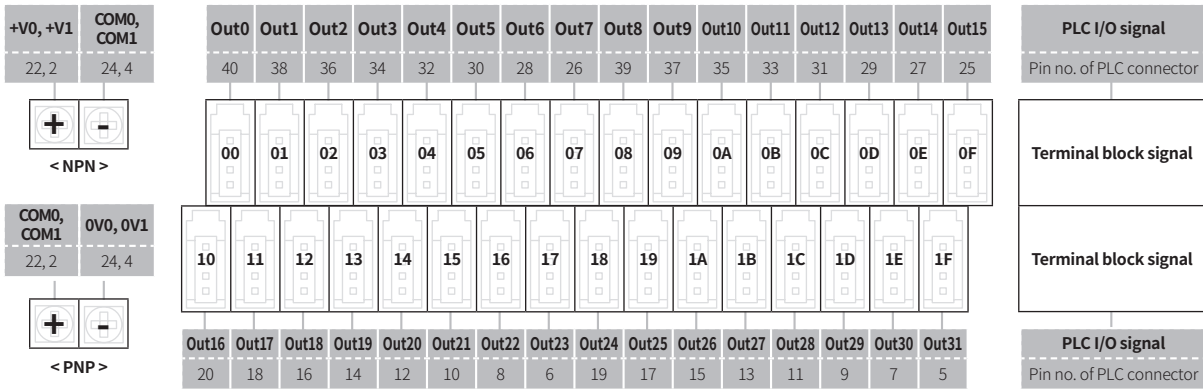 +V0, +V1 COM0, COM1
22, 2 24, 4
+ -
< NPN >
COM0, COM1 0V0, 0V1
22, 2 24, 4
+ -
< PNP >
Out0 Out1 Out2 Out3 Out4 Out5 Out6 Out7 Out8 Out9 Out10 Out11 Out12 Out13 Out14 Out15
40 38 36 34 32 30 28 26 39 37 35 33 31 29 27 25
00 01 02 03 04 05 06 07 08 09 0A 0B 0C 0D 0E 0F
10 11 12 13 14 15 16 17 18 19 1A 1B 1C 1D 1E 1F
Out16 Out17 Out18 Out19 Out20 Out21 Out22 Out23 Out24 Out25 Out26 Out27 Out28 Out29 Out30 Out31
20 18 16 14 12 10 8 6 19 17 15 13 11 9 7 5
PLC I/O signal
Pin no. of PLC connector
Terminal block signal
Terminal block signal
PLC I/O signal
Pin no. of PLC connector